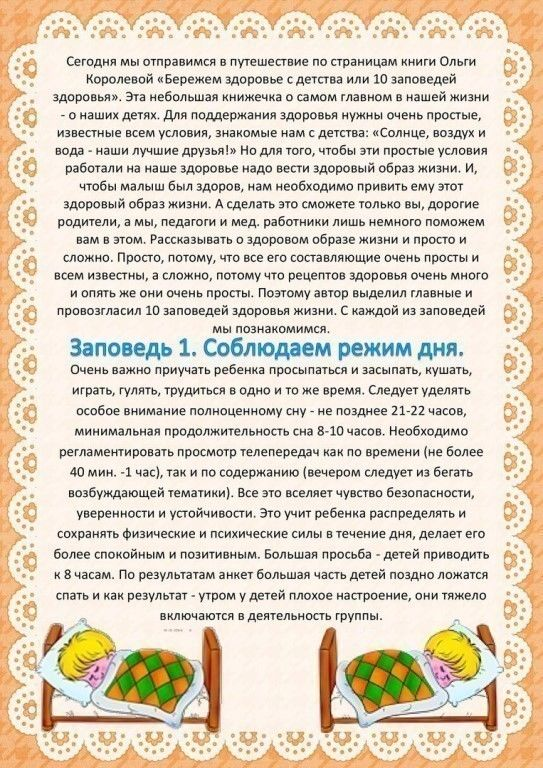 Сегодня мы отправимся в путешествие по страницам книги Ольги
Королевой «Бережем здоровье с детства или 10 заповедей
здоровья». Эта небольшая книжечка о самом главном в нашей жизни
- о наших детях. Для поддержания здоровья нужны очень простые,
известные всем условия, знакомые нам с детства: «Солнце, воздух и
вода - наши лучшие друзья!» Но для того, чтобы эти простые условия
работали на наше здоровье надо вести здоровый образ жизни. И,
чтобы малыш был здоров, нам необходимо привить ему этот
здоровый образ жизни. А сделать это сможете только вы, дорогие
родители, а мы, педагоги и мед. работники лишь немного поможем
вам в этом. Рассказывать о здоровом образе жизни и просто и
сложно. Просто, потому, что все его составляющие очень просты и
всем известны, а сложно, потому что рецептов здоровья очень много
и опять же они очень просты. Поэтому автор выделил главные и
провозгласил 10 заповедей здоровья жизни. С каждой из заповедей
мы познакомимся.
Заповедь 1. Соблюдаем режим дня.
Очень важно приучать ребенка просыпаться и засыпать, кушать,
играть, гулять, трудиться в одно и то же время. Следует уделять
особое внимание полноценному сну - не позднее 21-22 часов,
минимальная продолжительность сна 8-10 часов. Необходимо
регламентировать просмотр телепередач как по времени (не более
40 мин. -1 час), так и по содержанию (вечером следует из бегать
возбуждающей тематики). Все это вселяет чувство безопасности,
уверенности и устойчивости. Это учит ребенка распределять и
сохранять физические и психические силы в течение дня, делает его
более спокойным и позитивным. Большая просьба - детей приводить
к 8 часам. По результатам анкет большая часть детей поздно ложатся
спать и как результат - утром у детей плохое настроение, они тяжело
включаются в деятельность группы.